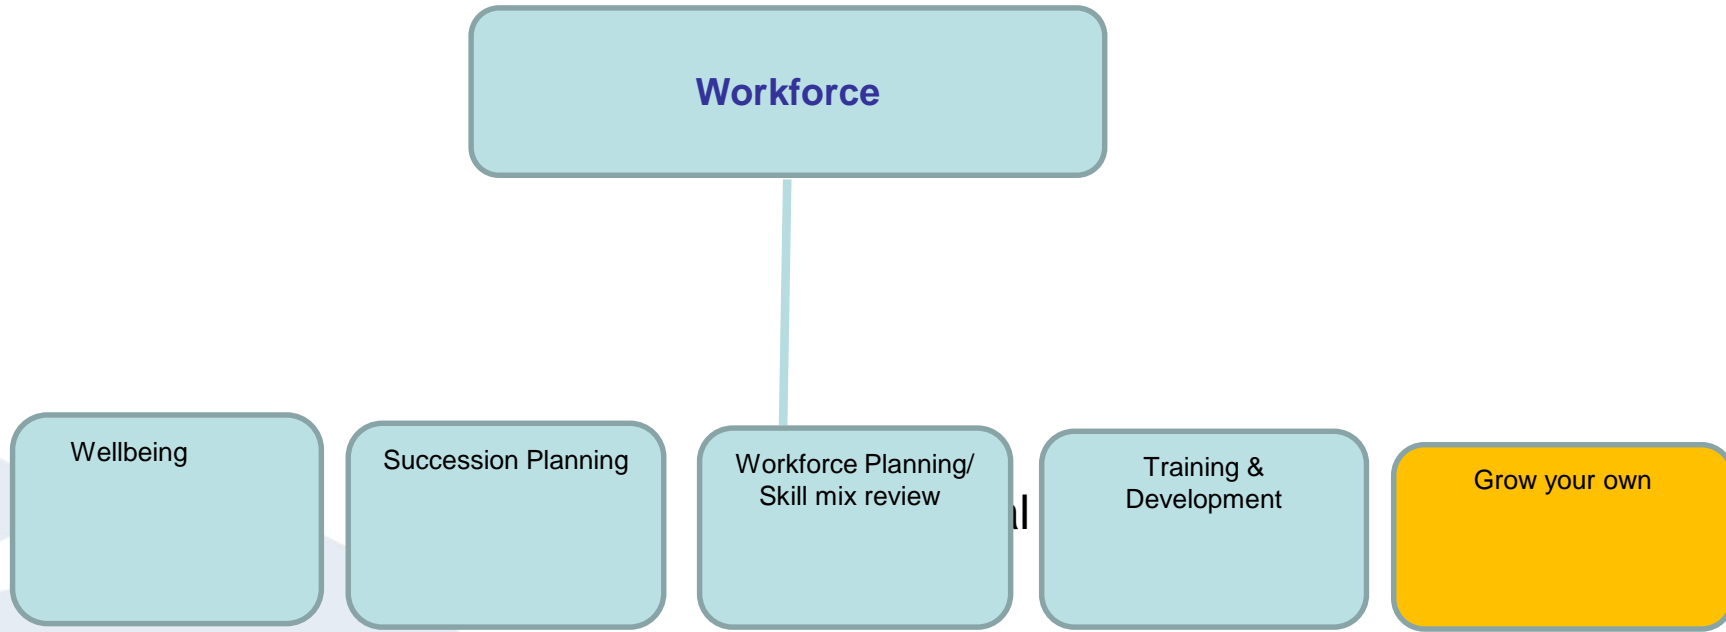 Workforce
Wellbeing
Succession Planning
Workforce Planning/
Skill mix review
Training &
Development
Grow your own